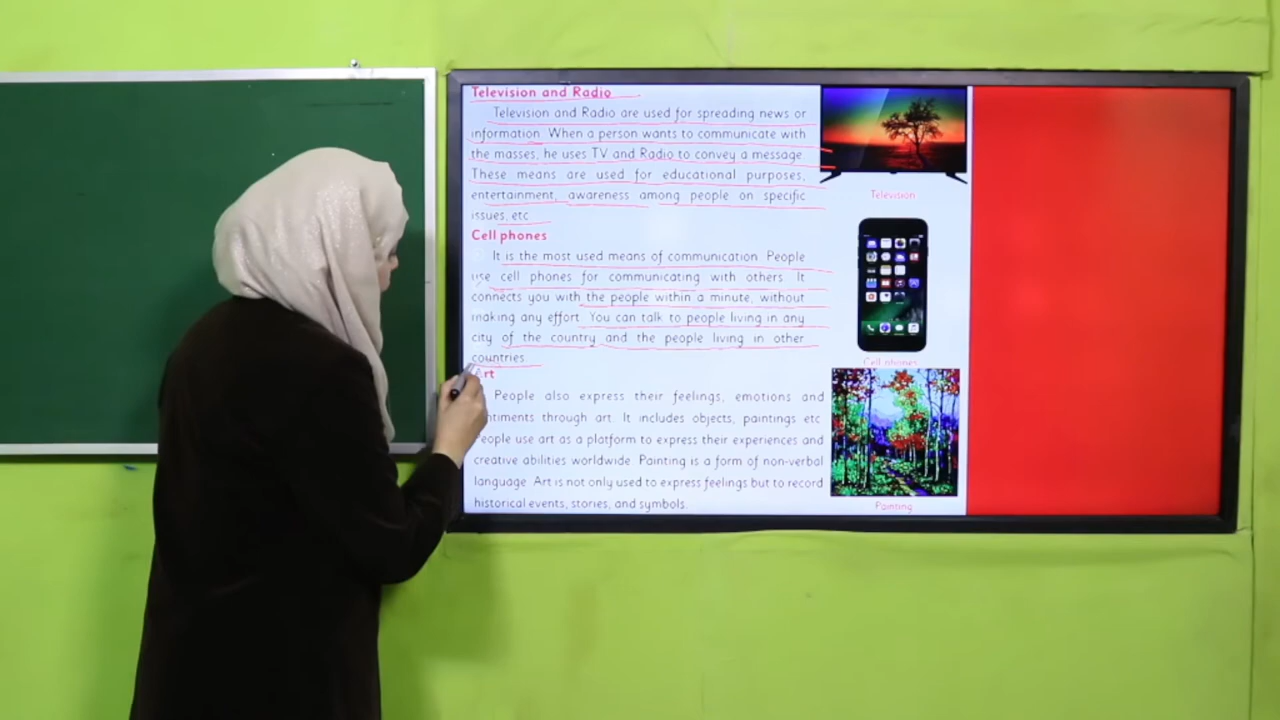 Television and Radio
Television and Radio are used for spreading news or
information. When a person wants to communicate with
the masses, he uses TV and Radio to convey a message
These means are used for educational purposes,
entertainment, awareness among people on specific
issues, etc
Television
Cell phones
It is the most used means of communication. People
use cell phones for communicating with others. It
connects you with the people within a minute, without
making any effort. You can talk to people living in any
city of the country and the people living in other
countries.
Cell phones
Art
People also express their feelings, emotions and
through art. It includes objects, paintings etc.
People use art as a platform to express their experiences and
creative abilities worldwide. Painting is a form of non-verbal
language. Art is not only used to express feelings but to record
historical events, stories, and symbols.
Painting